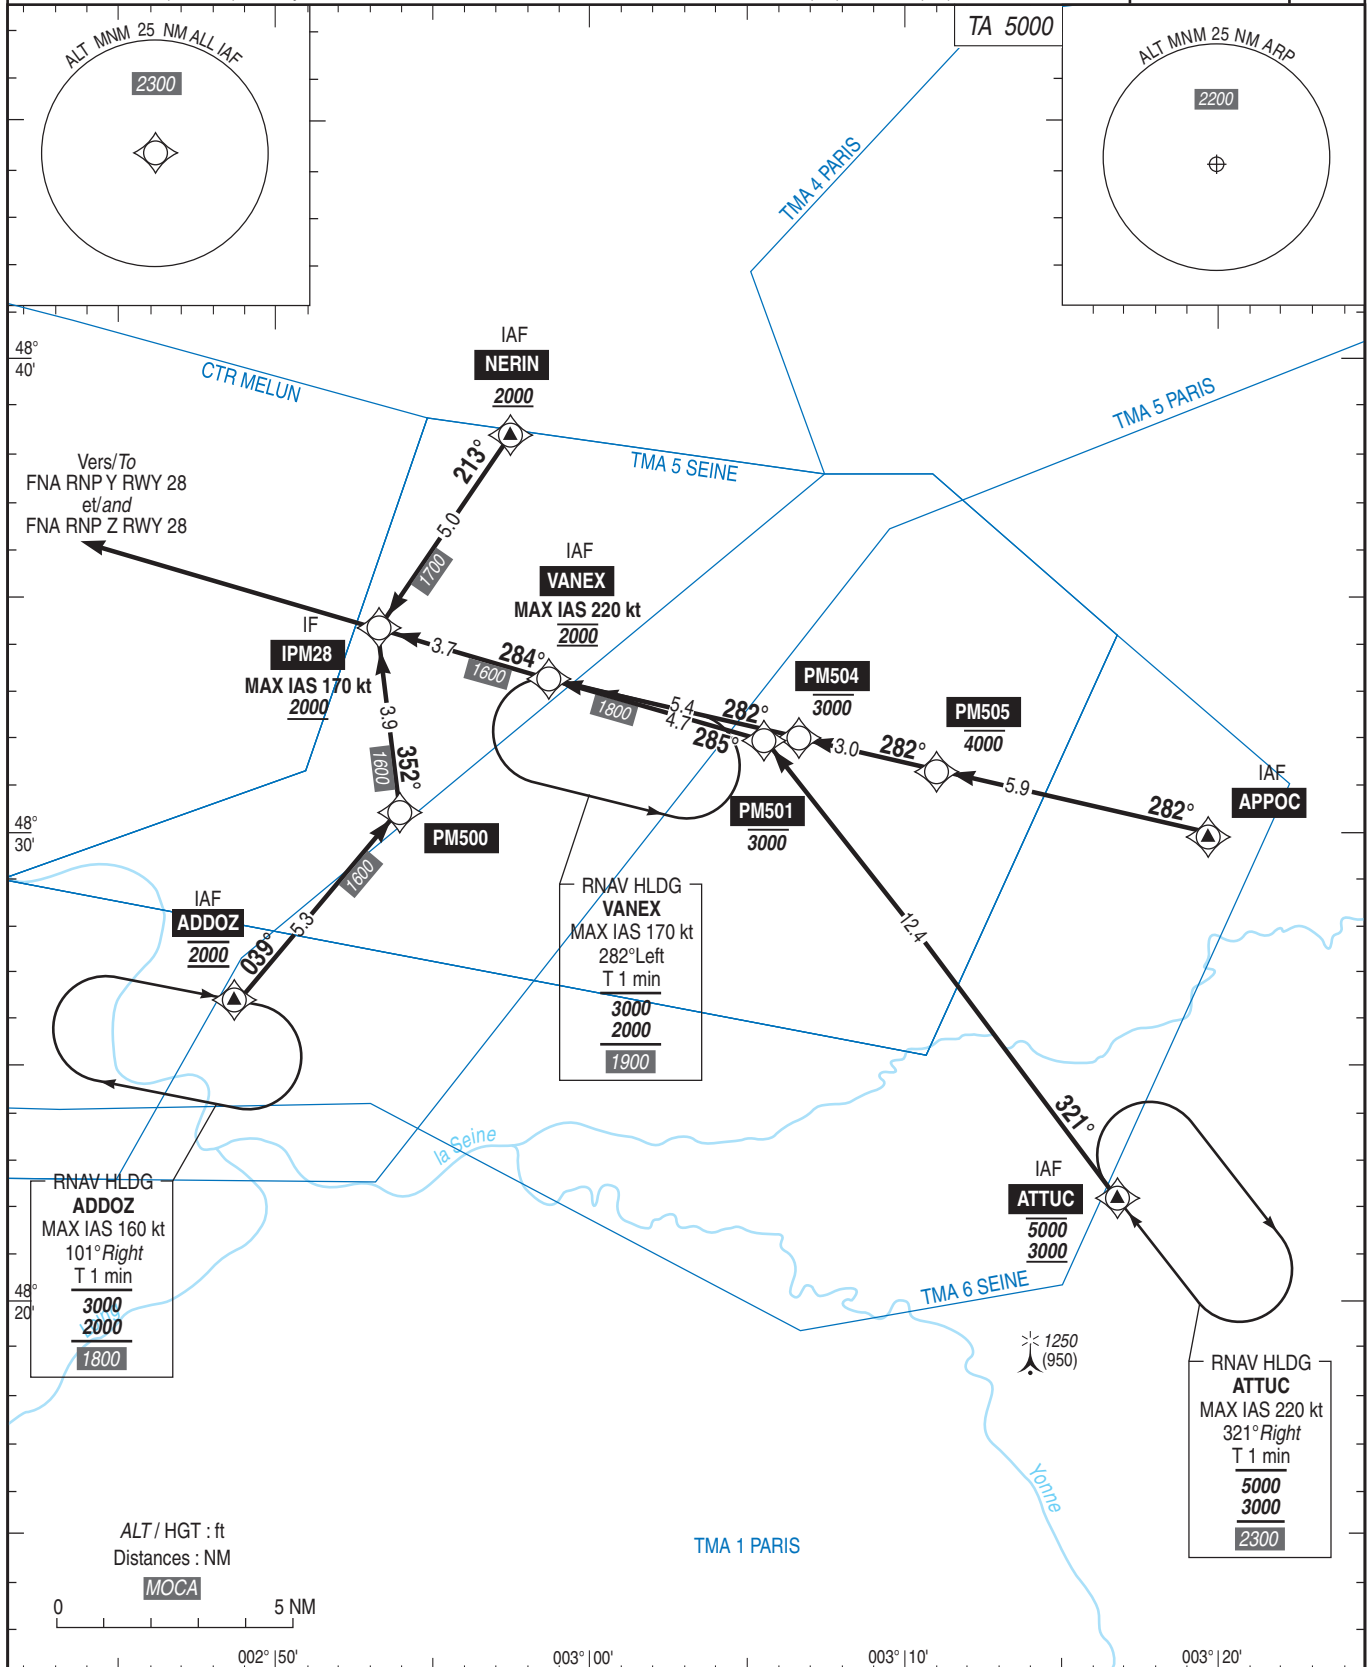 ALT MNM 25 NM ALL IAF
2300
TA 5000
ALT MNM 25 NM ARP
2200
TMA 4 PARIS
48°
40'
IAF
NERIN
2000
CTR MELUN
TMA 5 PARIS
TMA 5 SEINE
213°
5.0
1700
Vers/To
FNA RNP Y RWY 28
et/and
FNA RNP Z RWY 28
IAF
VANEX
MAX IAS 220 kt
2000
IF
IPM28
MAX IAS 170 kt
2000
3.7
284°
1600
PM504
3000
PM505
4000
5.4
282°
1800
4.7
285°
3.0
282°
5.9
282°
IAF
APPOC
3.9
352°
1600
PM501
3000
48°
30'
PM500
1600
IAF
ADDOZ
2000
039°
5.3
RNAV HLDG
VANEX
MAX IAS 170 kt
282°Left
T 1 min
3000
2000
1900
12.4
321°
la Seine
IAF
ATTUC
5000
3000
RNAV HLDG
ADDOZ
MAX IAS 160 kt
101°Right
T 1 min
3000
2000
1800
48°
20'
TMA 6 SEINE
1250
(950)
RNAV HLDG
ATTUC
MAX IAS 220 kt
321°Right
T 1 min
5000
3000
2300
Yonne
TMA 1 PARIS
ALT / HGT : ft
Distances : NM
MOCA
0 5 NM
002° 50' 003° 00' 003° 10' 003° 20'